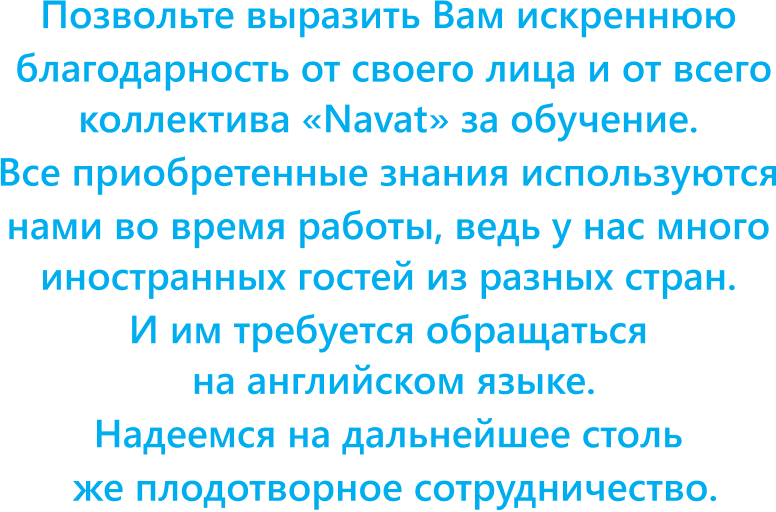 Позвольте выразить Вам искреннюю
благодарность от своего лица и от всего
коллектива «Navat» за обучение.
Все приобретенные знания используются
нами во время работы, ведь у нас много
иностранных гостей из разных стран.
И им требуется обращаться
на английском языке.
Надеемся на дальнейшее столь
же плодотворное сотрудничество.